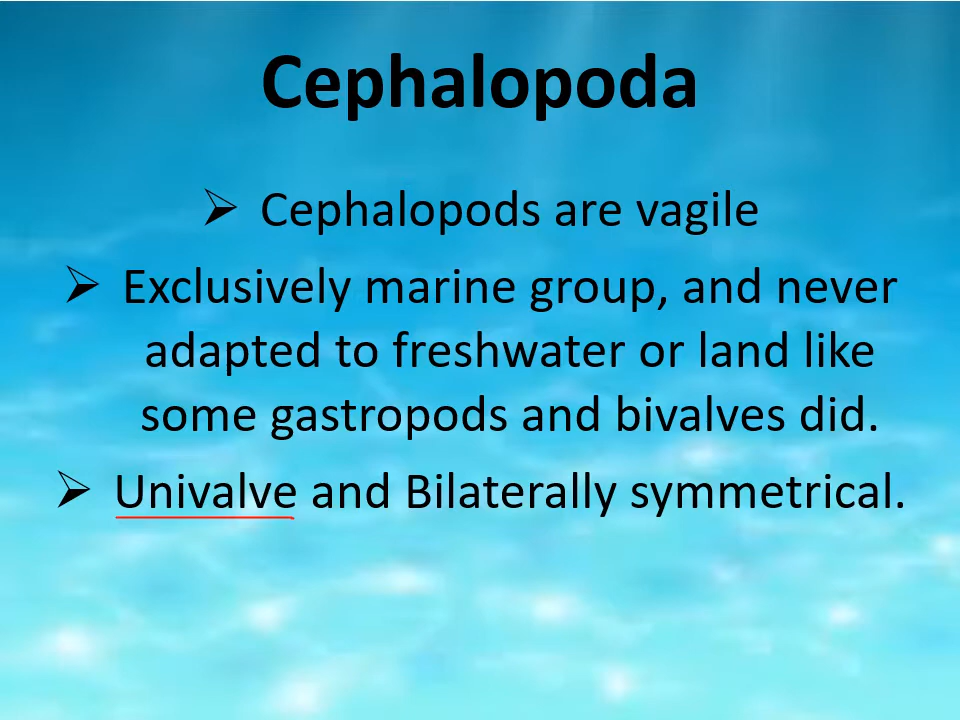 Cephalopoda
➢ Cephalopods are vagile
➢ Exclusively marine group, and never
adapted to freshwater or land like
some gastropods and bivalves did.
➢ Univalve and Bilaterally symmetrical.